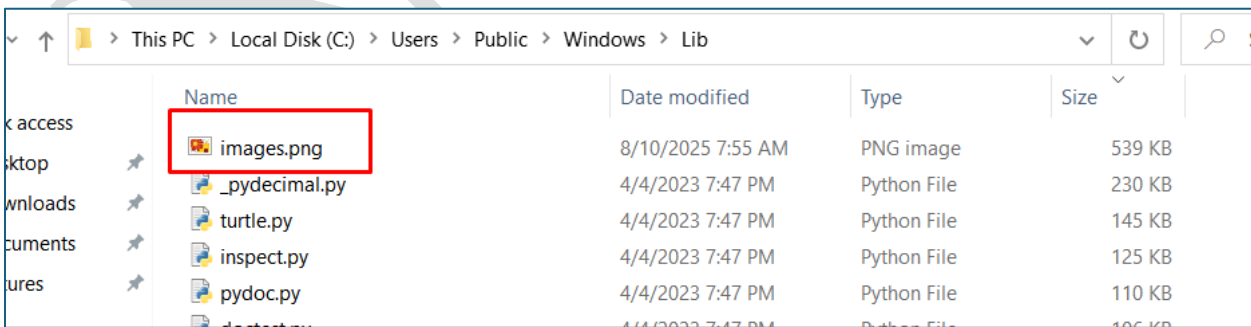 This PC > Local Disk (C:) > Users > Public > Windows > Lib
Name Date modified Type Size
k access
images.png 8/10/2025 7:55 AM PNG image 539 KB
sktop
_pydecimal.py 4/4/2023 7:47 PM Python File 230 KB
wnloads
turtle.py 4/4/2023 7:47 PM Python File 145 KB
cuments
inspect.py 4/4/2023 7:47 PM Python File 125 KB
tures
pydoc.py 4/4/2023 7:47 PM Python File 110 KB